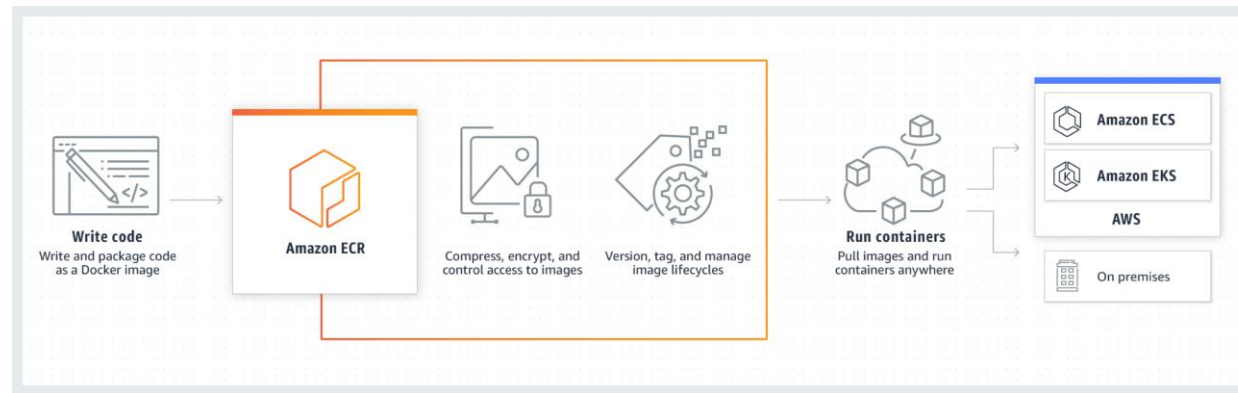 Write code
Write and package code
as a Docker image
Amazon ECR
Compress, encrypt, and
control access to images
Version, tag, and manage
image lifecycles
Run containers
Pull images and run
containers anywhere
Amazon ECS
Amazon EKS
AWS
On premises